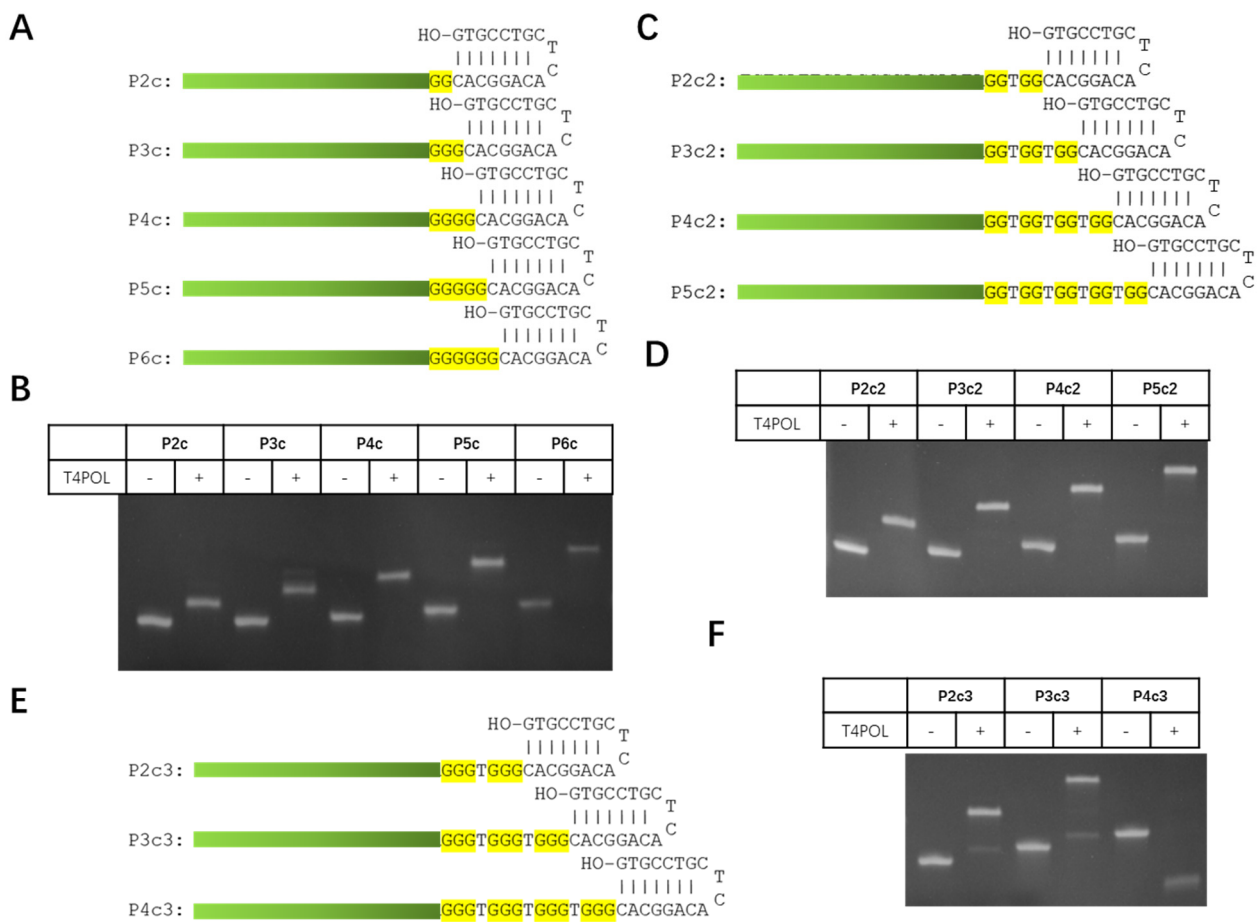 A
HO-GTGCCTGC
T
C
P2c: GGCACGGACA
HO-GTGCCTGC
T
C
P3c: GGGCACGGACA
HO-GTGCCTGC
T
C
P4c: GGGGCACGGACA
HO-GTGCCTGC
T
C
P5c: GGGGGCACGGACA
HO-GTGCCTGC
T
C
P6c: GGGGGGCACGGACA
B
P2c P3c P4c P5c P6c
T4POL - + - + - + - + - +
C
HO-GTGCCTGC
T
C
P2c2: GGTGGCACGGACA
HO-GTGCCTGC
T
C
P3c2: GGTGGTGGCACGGACA
HO-GTGCCTGC
T
C
P4c2: GGTGGTGGTGGCACGGACA
HO-GTGCCTGC
T
C
P5c2: GGTGGTGGTGGTGGCACGGACA
D
P2c2 P3c2 P4c2 P5c2
T4POL - + - + - + - +
E
HO-GTGCCTGC
T
C
P2c3: GGGTGGGCACGGACA
HO-GTGCCTGC
T
C
P3c3: GGGTGGGTGGGCACGGACA
HO-GTGCCTGC
T
C
P4c3: GGGTGGGTGGGTGGGCACGGACA
F
P2c3 P3c3 P4c3
T4POL - + - + - +